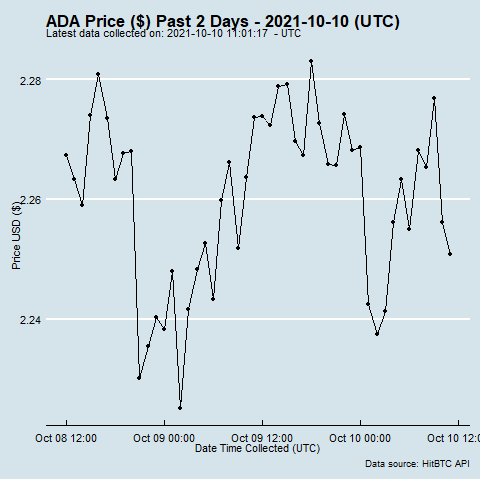 ADA Price ($) Past 2 Days - 2021-10-10 (UTC)
Latest data collected on: 2021-10-10 11:01:17 - UTC
2.28
2.26
2.24
Price USD ($)
Oct 08 12:00 Oct 09 00:00 Oct 09 12:00 Oct 10 00:00 Oct 10 12:
Date Time Collected (UTC)
Data source: HitBTC API